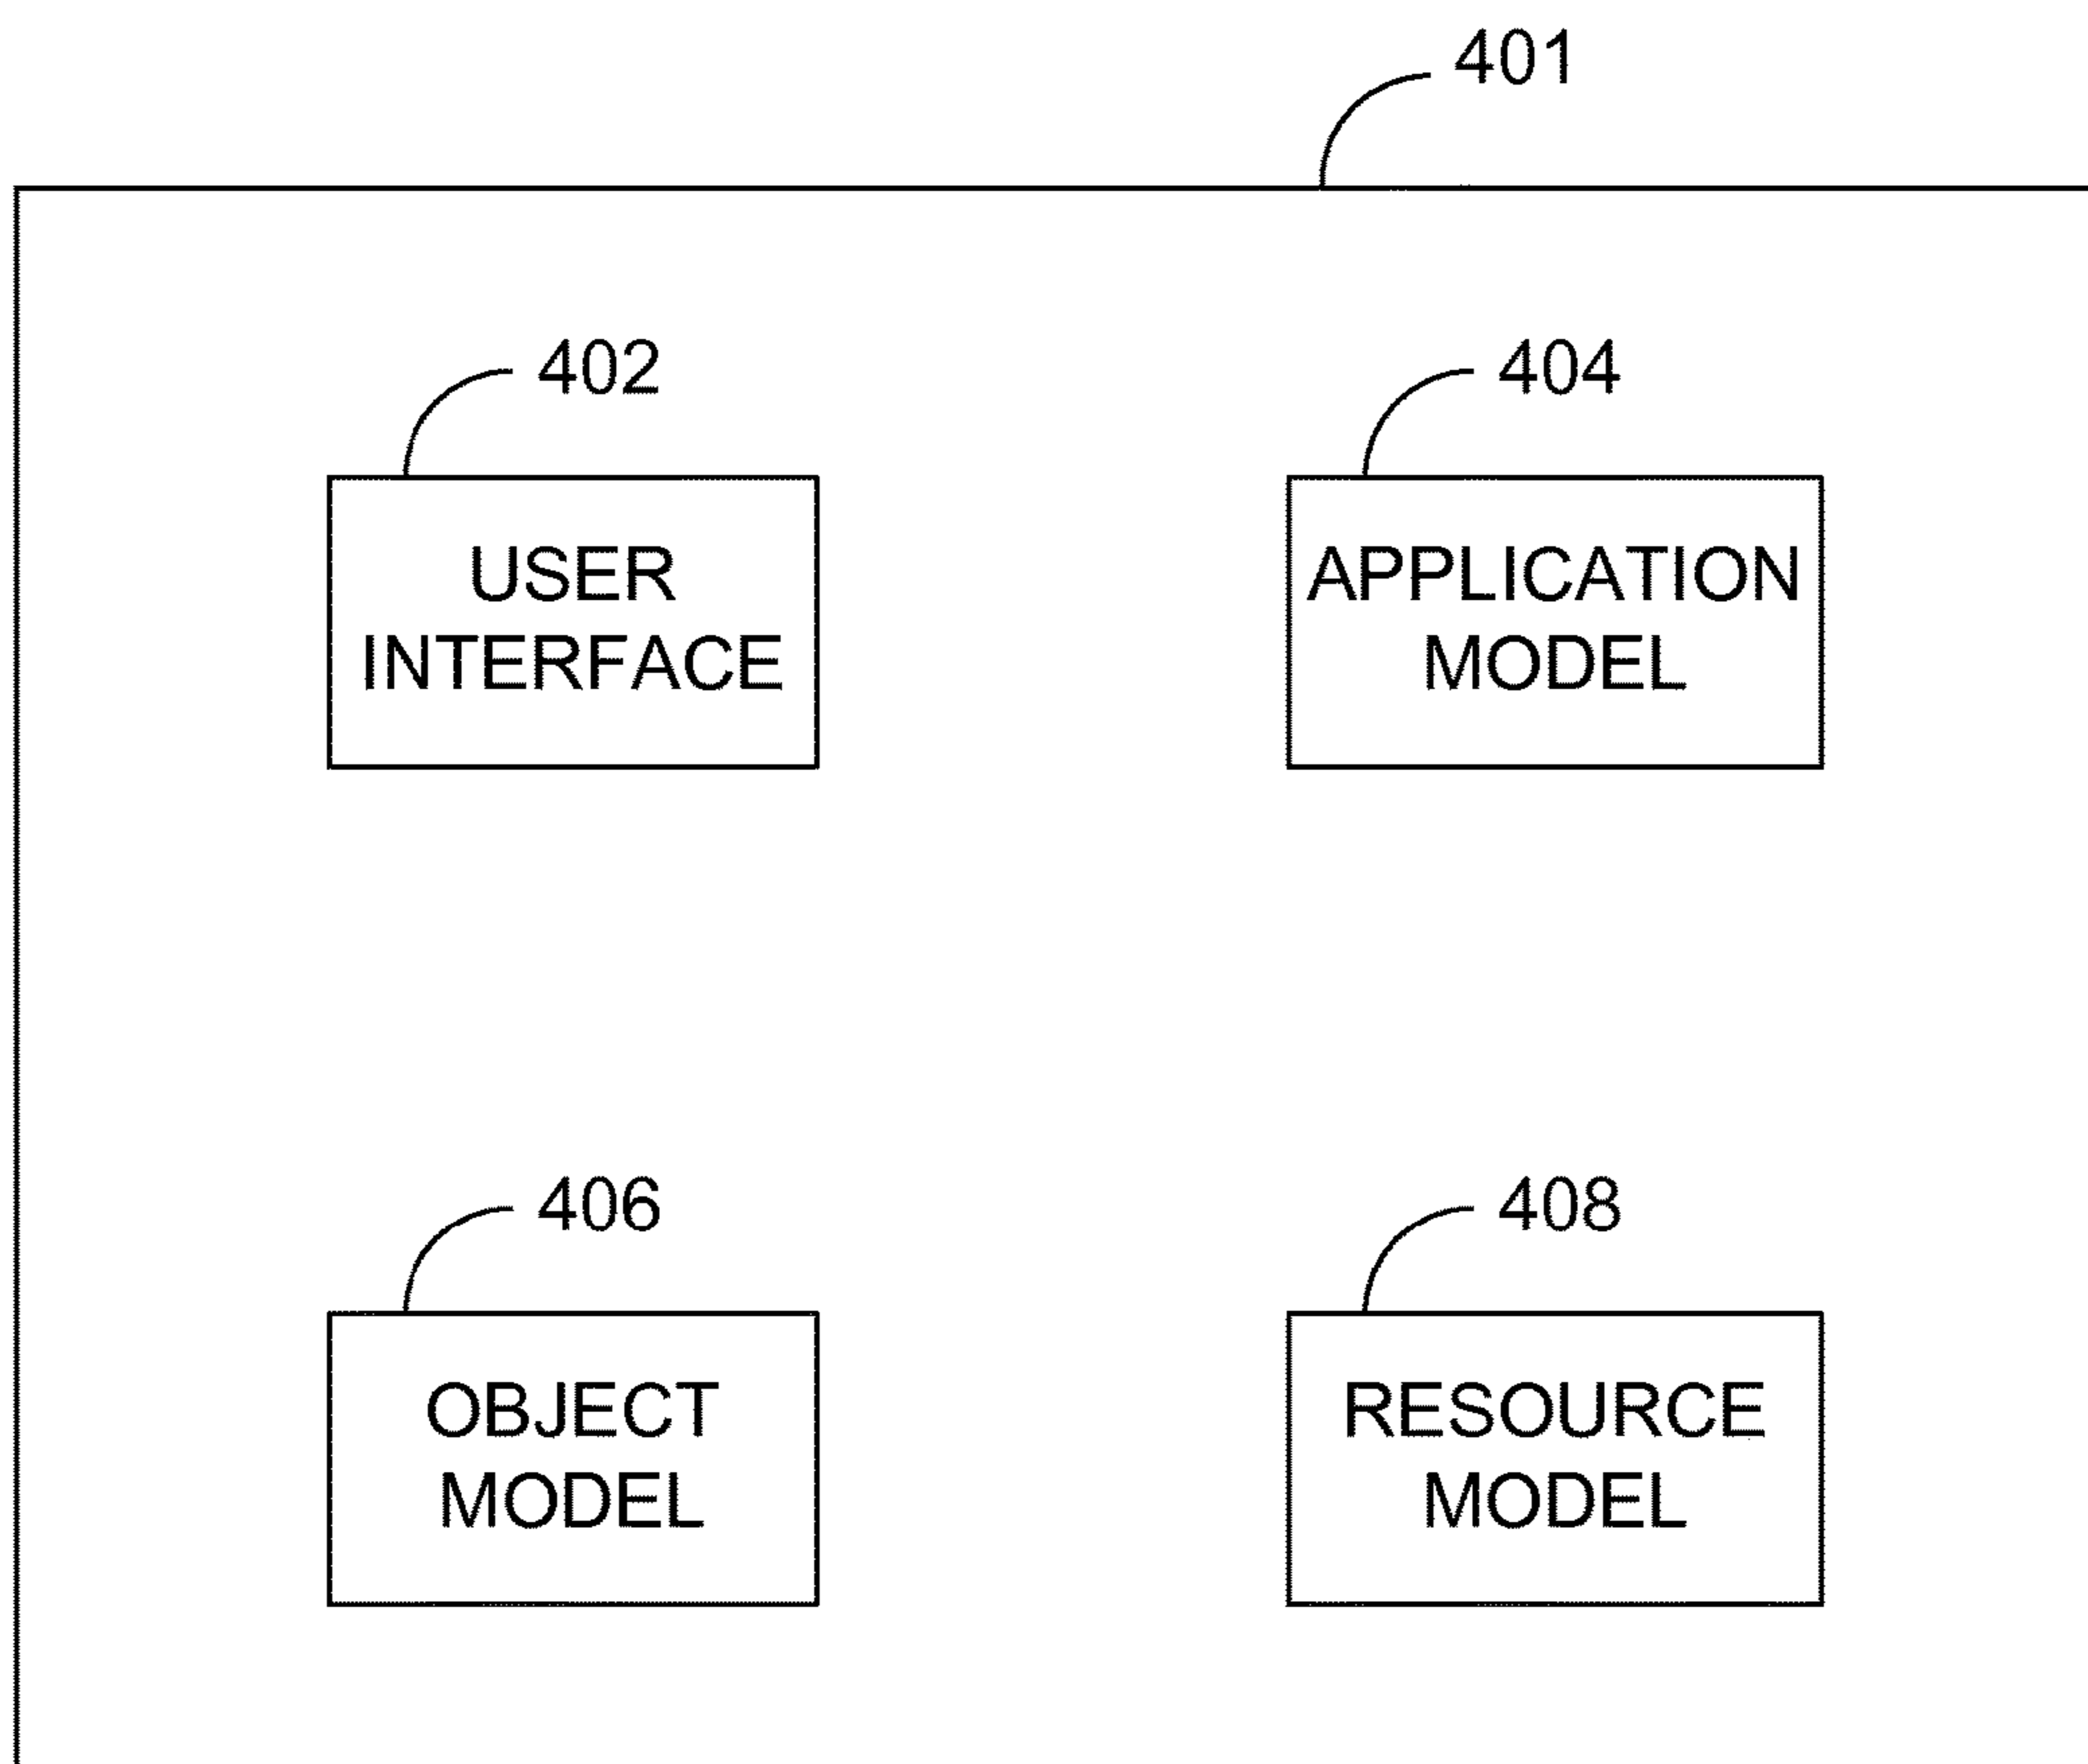 401
402
404
USER
INTERFACE
APPLICATION
MODEL
406
408
OBJECT
MODEL
RESOURCE
MODEL